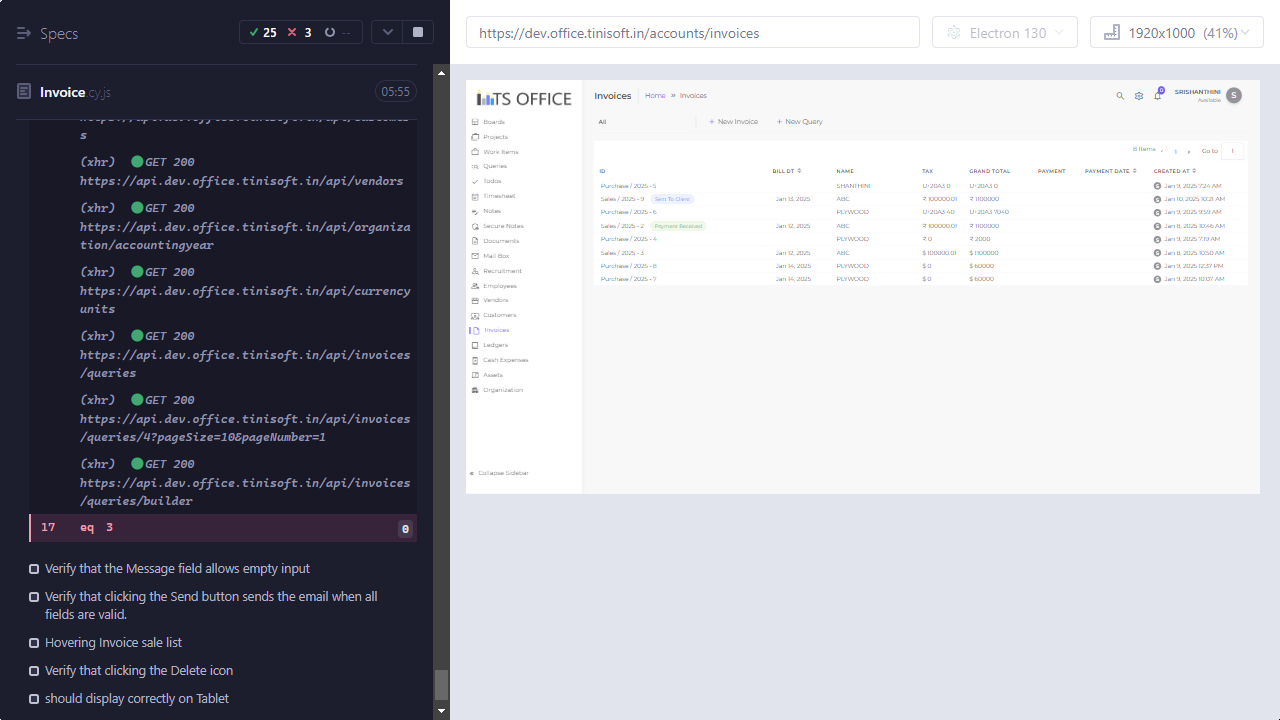 Specs
25
3
--
Invoice.cy.js
05:55
s
(xhr) GET 200
https://api.dev.office.tinisoft.in/api/vendors
(xhr) GET 200
https://api.dev.office.tinisoft.in/api/organiza
tion/accountingyear
(xhr) GET 200
https://api.dev.office.tinisoft.in/api/currency
units
(xhr) GET 200
https://api.dev.office.tinisoft.in/api/invoices
/queries
(xhr) GET 200
https://api.dev.office.tinisoft.in/api/invoices
/queries/4?pageSize=10&pageNumber=1
(xhr) GET 200
https://api.dev.office.tinisoft.in/api/invoices
/queries/builder
17 eq 3 0
Verify that the Message field allows empty input
Verify that clicking the Send button sends the email when all
fields are valid.
Hovering Invoice sale list
Verify that clicking the Delete icon
should display correctly on Tablet
https://dev.office.tinisoft.in/accounts/invoices
Electron 130
1920x1000 (41%)
TS OFFICE
Boards
Projects
Work Items
Queries
Todos
Timesheet
Notes
Secure Notes
Documents
Mail Box
Recruitment
Employees
Vendors
Customers
Invoices
Ledgers
Cash Expenses
Assets
Organization
Collapse Sidebar
Invoices
Home » Invoices
0
SRISHANTHINI
Available
S
All
+ New Invoice
+ New Query
8 Items
1
Go to
1
ID BILL DT NAME TAX GRAND TOTAL PAYMENT PAYMENT DATE CREATED AT
Purchase / 2025 - 5 SHANTHINI U+20A3 0 U+20A3 0 S Jan 9, 2025 7:24 AM
Sales / 2025 - 9 Sent To Client Jan 13, 2025 ABC ₹ 100000.01 ₹ 1100000 S Jan 10, 2025 10:21 AM
Purchase / 2025 - 6 PLYWOOD U+20A3 40 U+20A3 7040 S Jan 9, 2025 9:59 AM
Sales / 2025 - 2 Payment Received Jan 12, 2025 ABC ₹ 100000.01 ₹ 1100000 S Jan 8, 2025 10:46 AM
Purchase / 2025 - 4 PLYWOOD ₹ 0 ₹ 2000 S Jan 9, 2025 7:19 AM
Sales / 2025 - 3 Jan 12, 2025 ABC $ 100000.01 $ 1100000 S Jan 8, 2025 10:50 AM
Purchase / 2025 - 8 Jan 14, 2025 PLYWOOD $ 0 $ 60000 S Jan 9, 2025 12:37 PM
Purchase / 2025 - 7 Jan 14, 2025 PLYWOOD $ 0 $ 60000 S Jan 9, 2025 10:07 AM